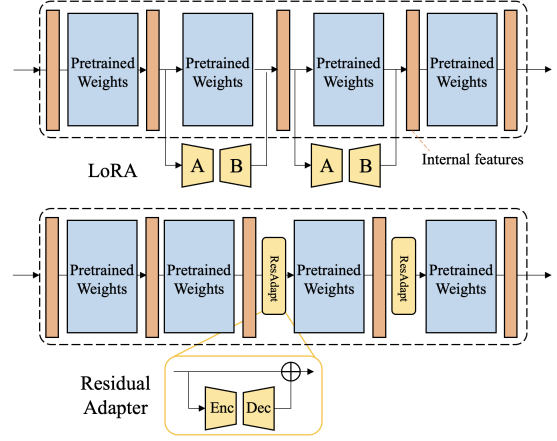 Pretrained Weights
Pretrained Weights
Pretrained Weights
Pretrained Weights
A B
A B
Internal features
LoRA
Pretrained Weights
Pretrained Weights
ResAdapt
Pretrained Weights
ResAdapt
Pretrained Weights
Residual
Adapter
Enc Dec